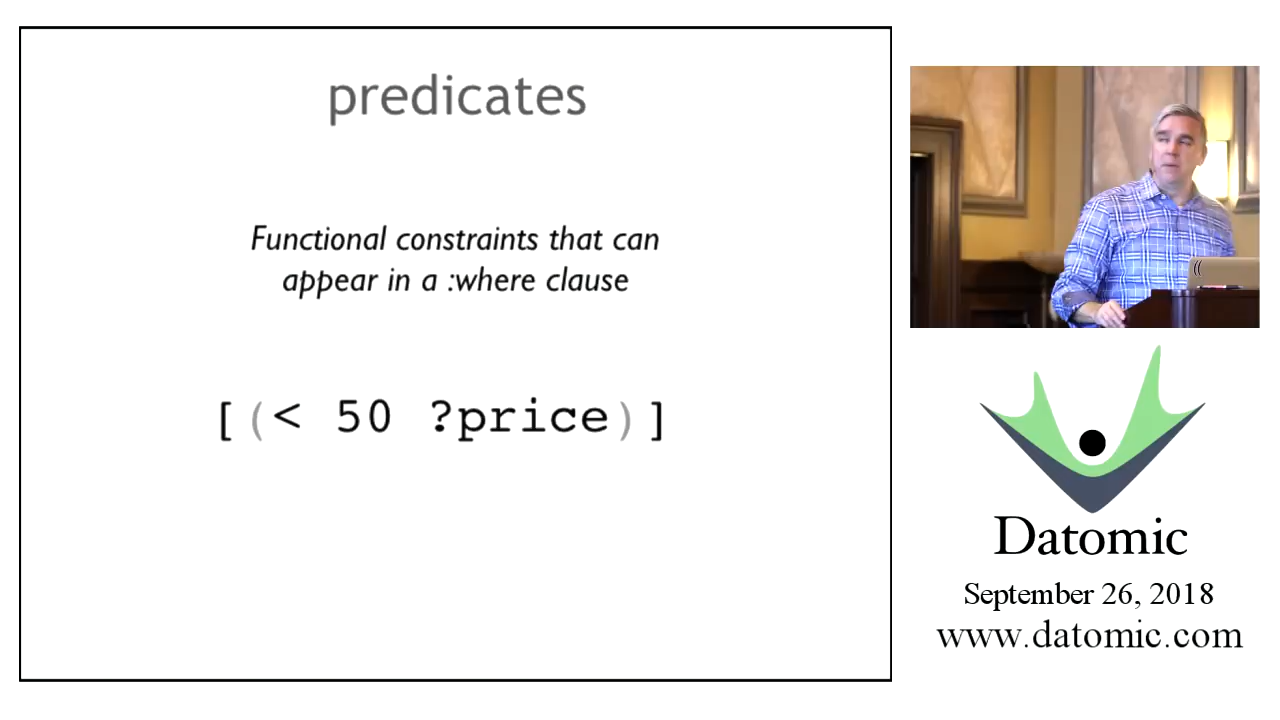 predicates
Functional constraints that can
appear in a :where clause
[(< 50 ?price)]
Datomic
September 26, 2018
www.datomic.com